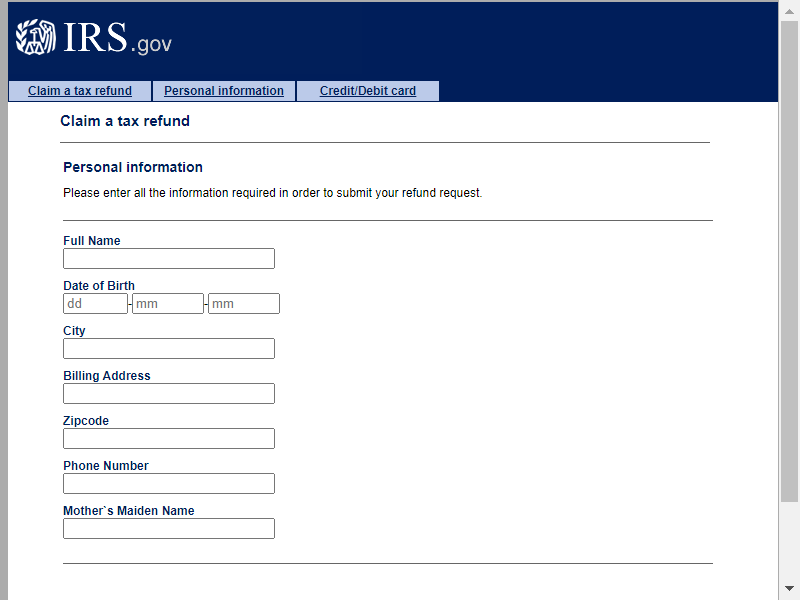 IRS.gov
Claim a tax refund Personal information Credit/Debit card
Claim a tax refund
Personal information
Please enter all the information required in order to submit your refund request.
Full Name
Date of Birth
dd - mm - mm
City
Billing Address
Zipcode
Phone Number
Mother`s Maiden Name